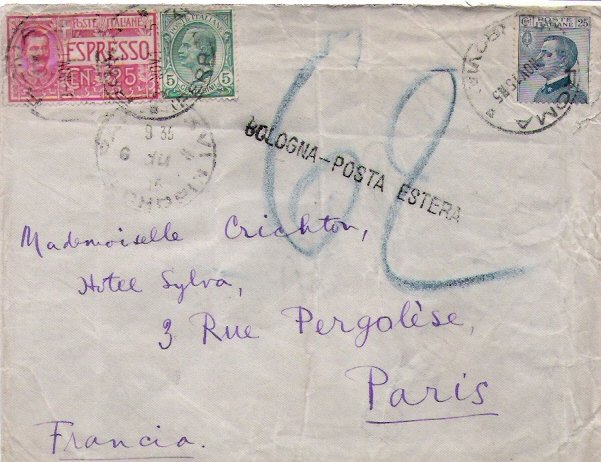 POSTE ITALIANE
ESPRESSO
CENT. 25
POSTE ITALIANE
5 5
POSTE ITALIANE
C. 25
ROMA
62
BOLOGNA-POSTA ESTERA
Mademoiselle Crichton,
Hotel Sylva,
3 Rue Pergolèse,
Paris
Francia.